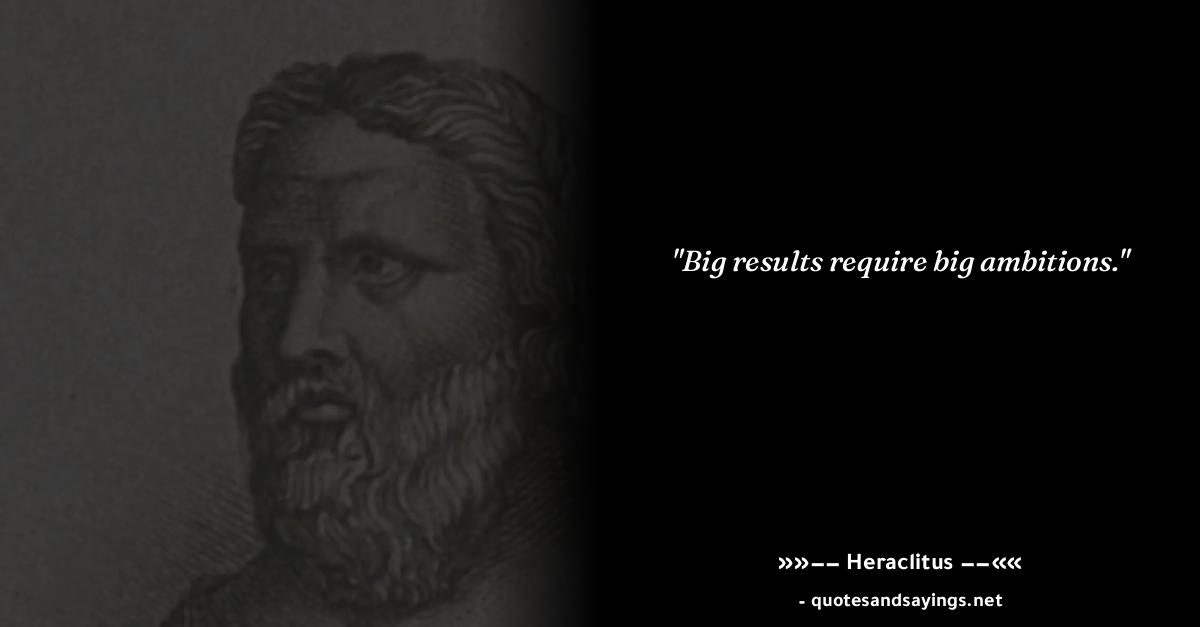 "Big results require big ambitions."
»»−− Heraclitus −−««
- quotesandsayings.net